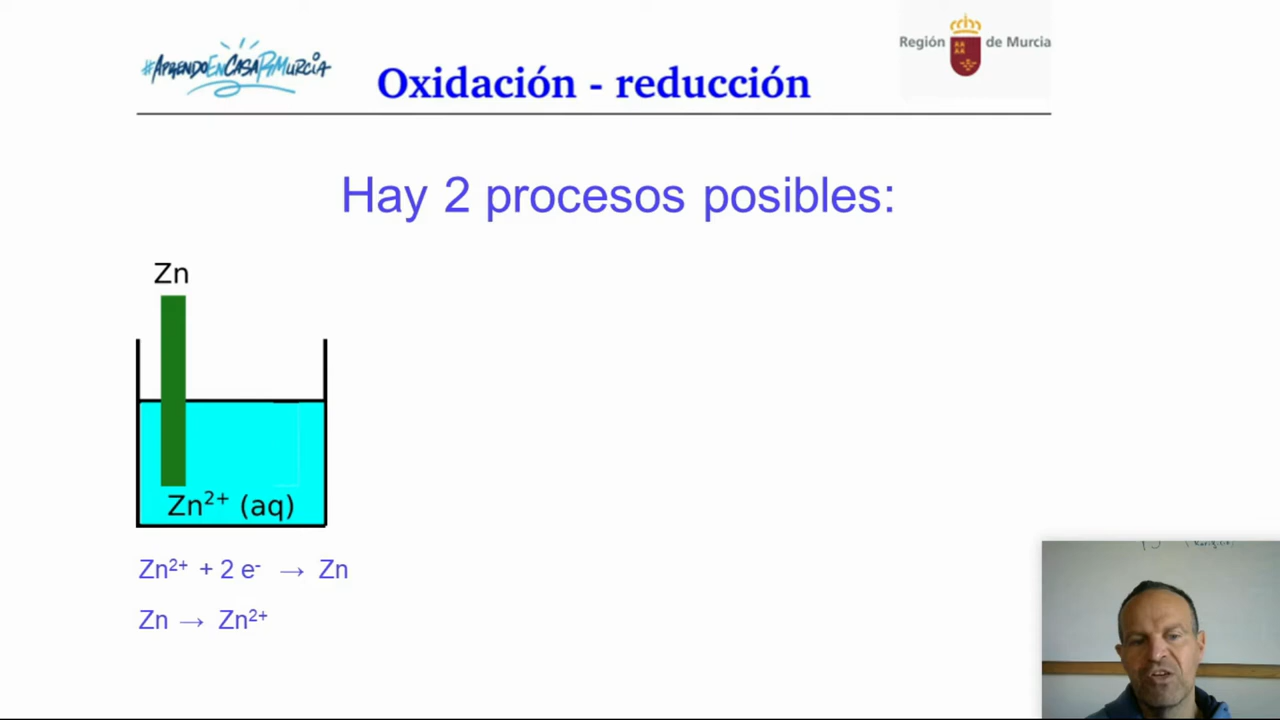 #AprendoEnCasaRMurcia
Región de Murcia
Oxidación - reducción
Hay 2 procesos posibles:
Zn
Zn²⁺ (aq)
Zn²⁺ + 2 e⁻ → Zn
Zn → Zn²⁺